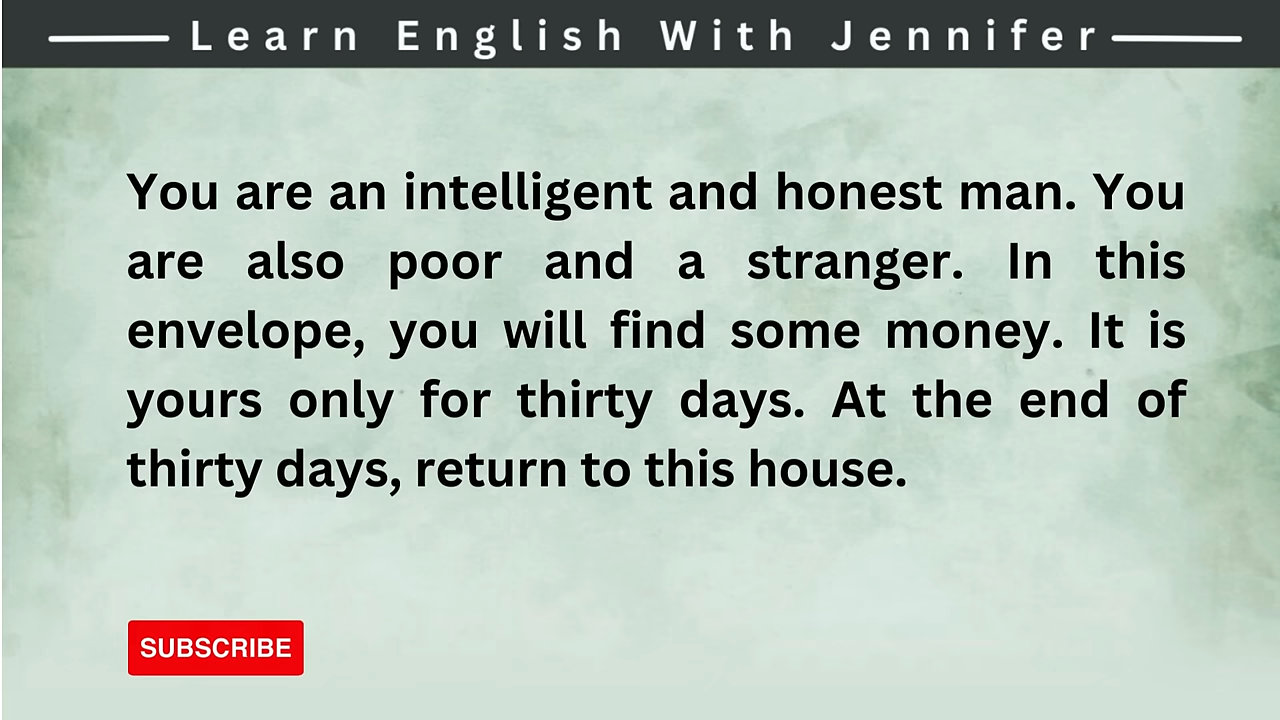 Learn English With Jennifer
You are an intelligent and honest man. You
are also poor and a stranger. In this
envelope, you will find some money. It is
yours only for thirty days. At the end of
thirty days, return to this house.
SUBSCRIBE